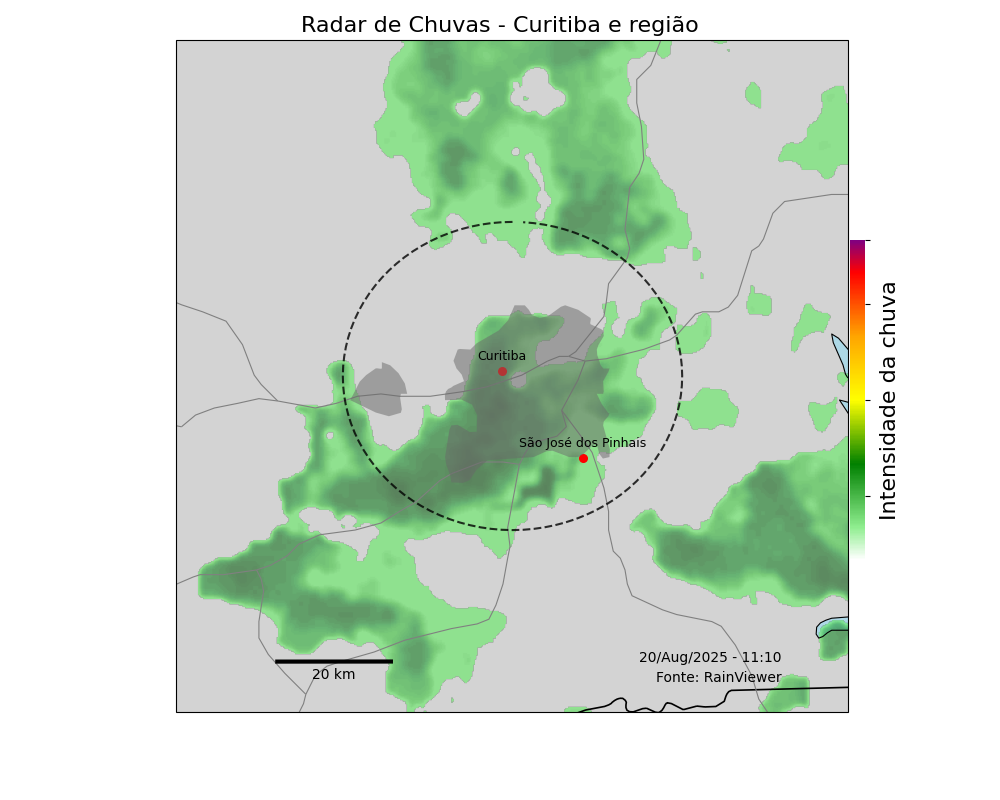 Radar de Chuvas - Curitiba e região
Curitiba
São José dos Pinhais
Intensidade da chuva
20 km
20/Aug/2025 - 11:10
Fonte: RainViewer